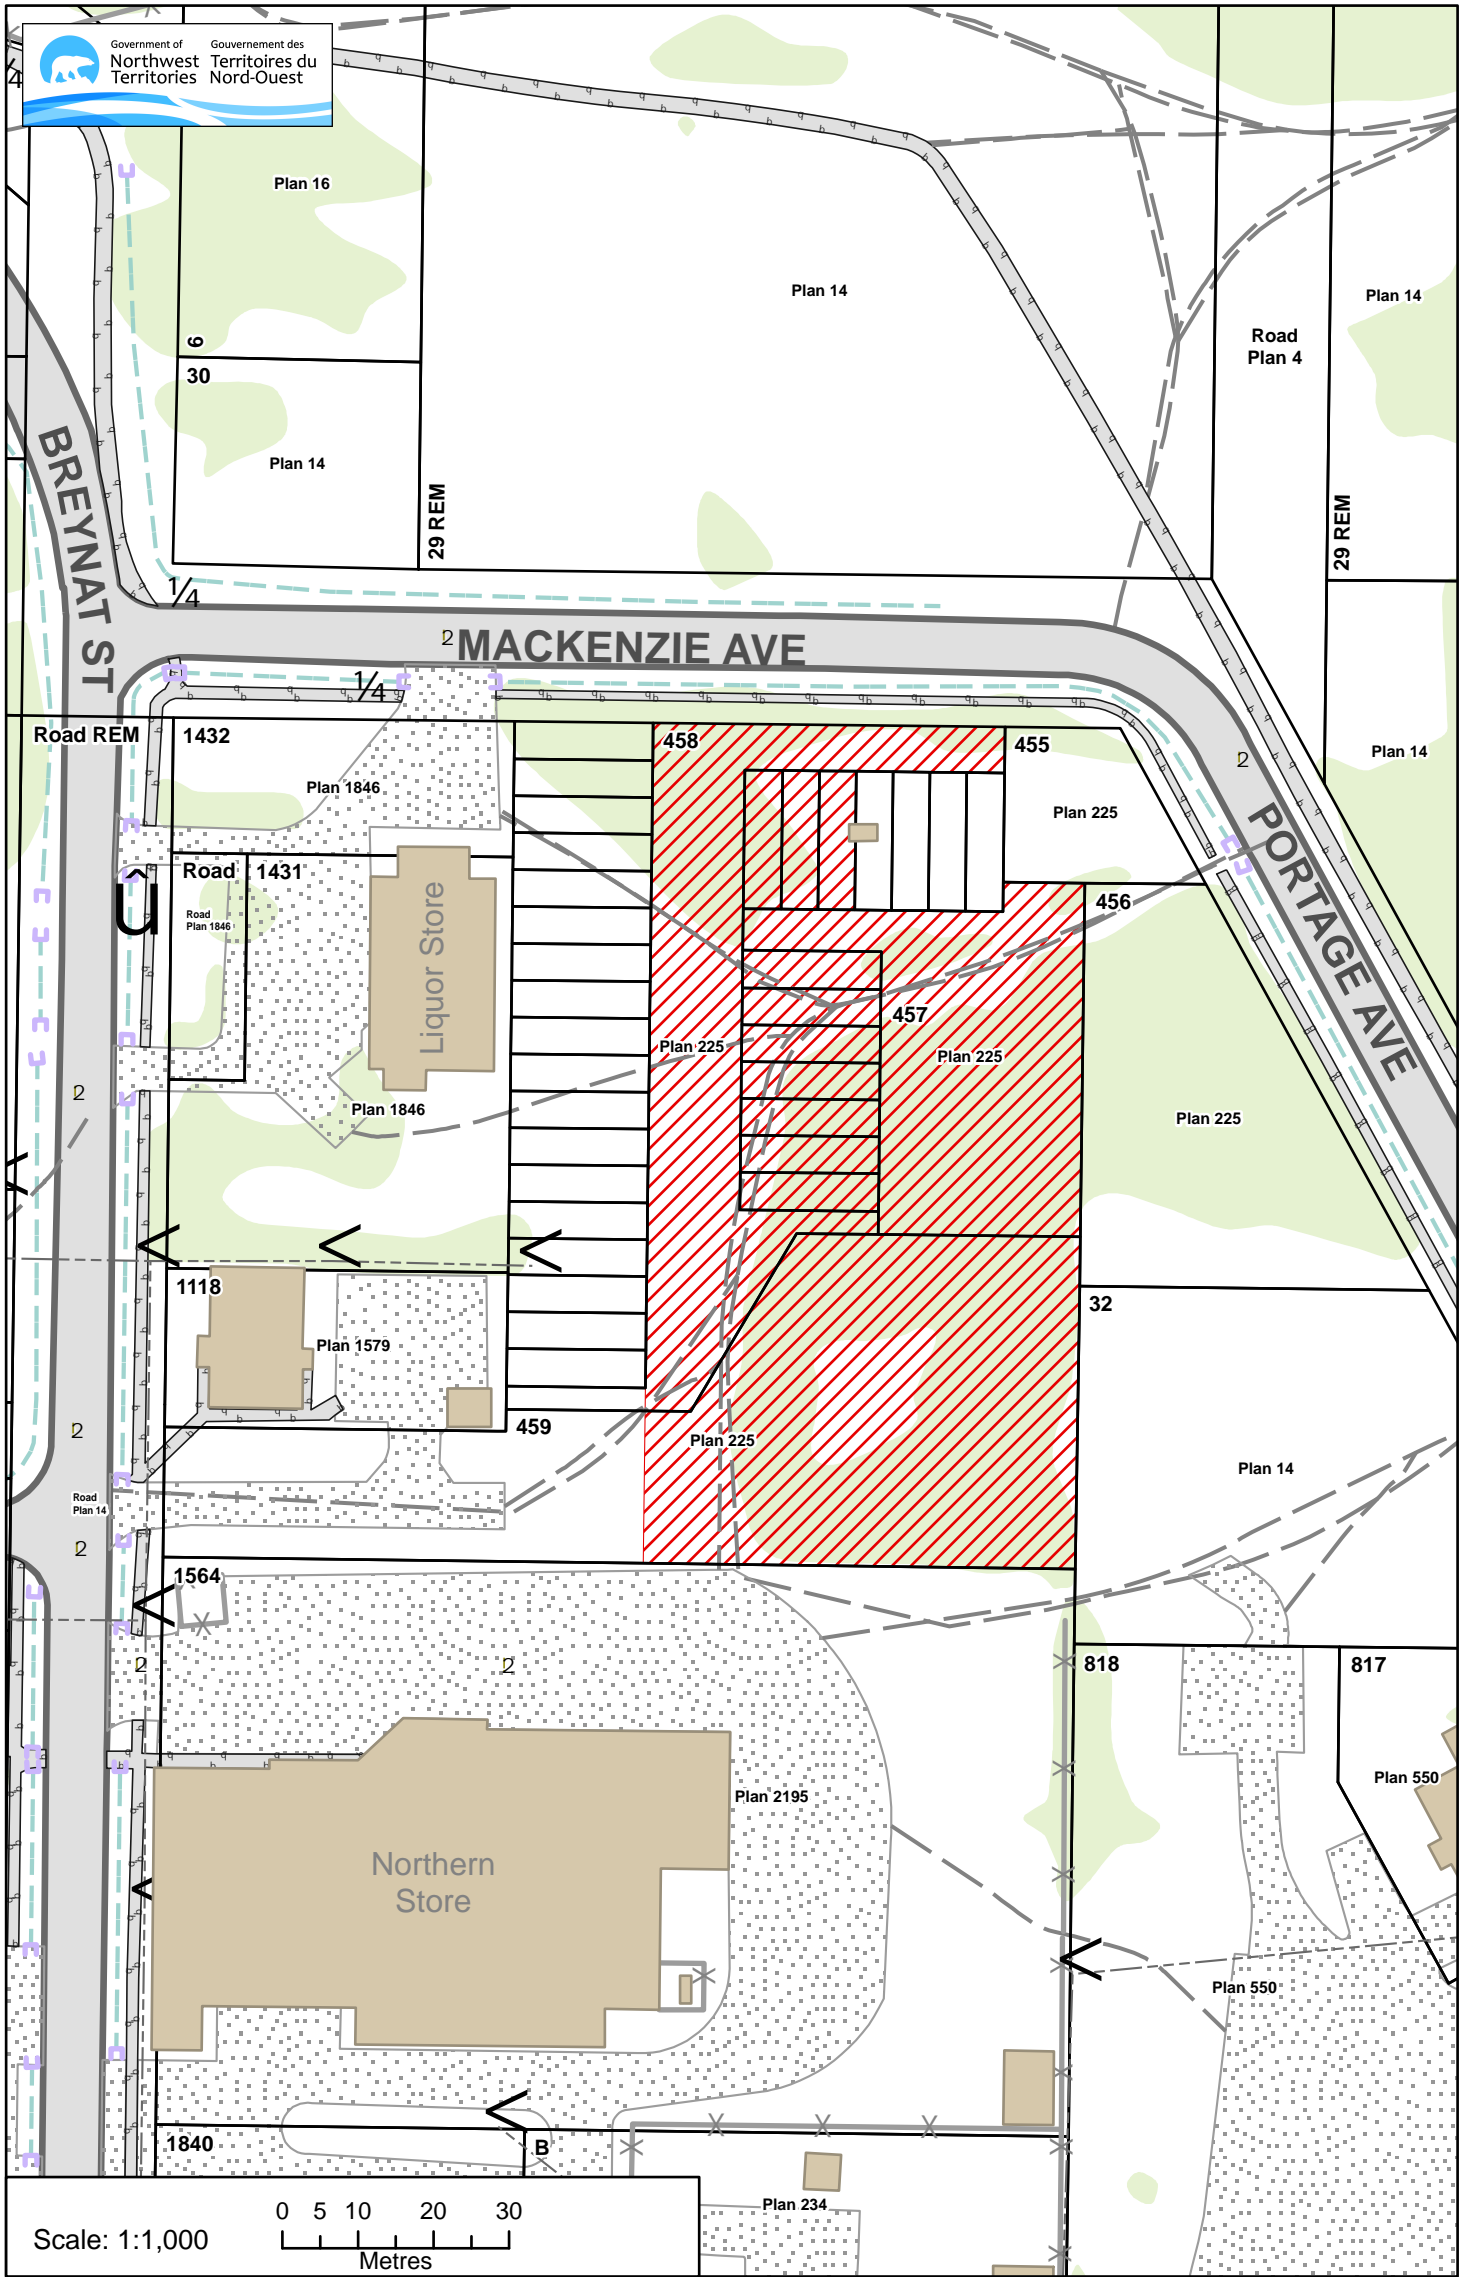 Government of
Northwest
Territories
Gouvernement des
Territoires du
Nord-Ouest
Plan 16
Plan 14
Plan 14
Road
Plan 4
6
30
Plan 14
29 REM
29 REM
BREYNAT ST
1/4
2
MACKENZIE AVE
1/4
Road REM
1432
458
455
Plan 14
2
Plan 1846
Plan 225
PORTAGE AVE
Road
1431
Road
Plan 1846
û
Liquor Store
456
457
Plan 225
Plan 225
2
Plan 1846
Plan 225
1118
32
Plan 1579
459
2
Plan 225
Plan 14
Road
Plan 14
2
1564
2
2
818
817
Plan 550
Plan 2195
Northern
Store
Plan 550
1840
B
Plan 234
0 5 10 20 30
Scale: 1:1,000
Metres